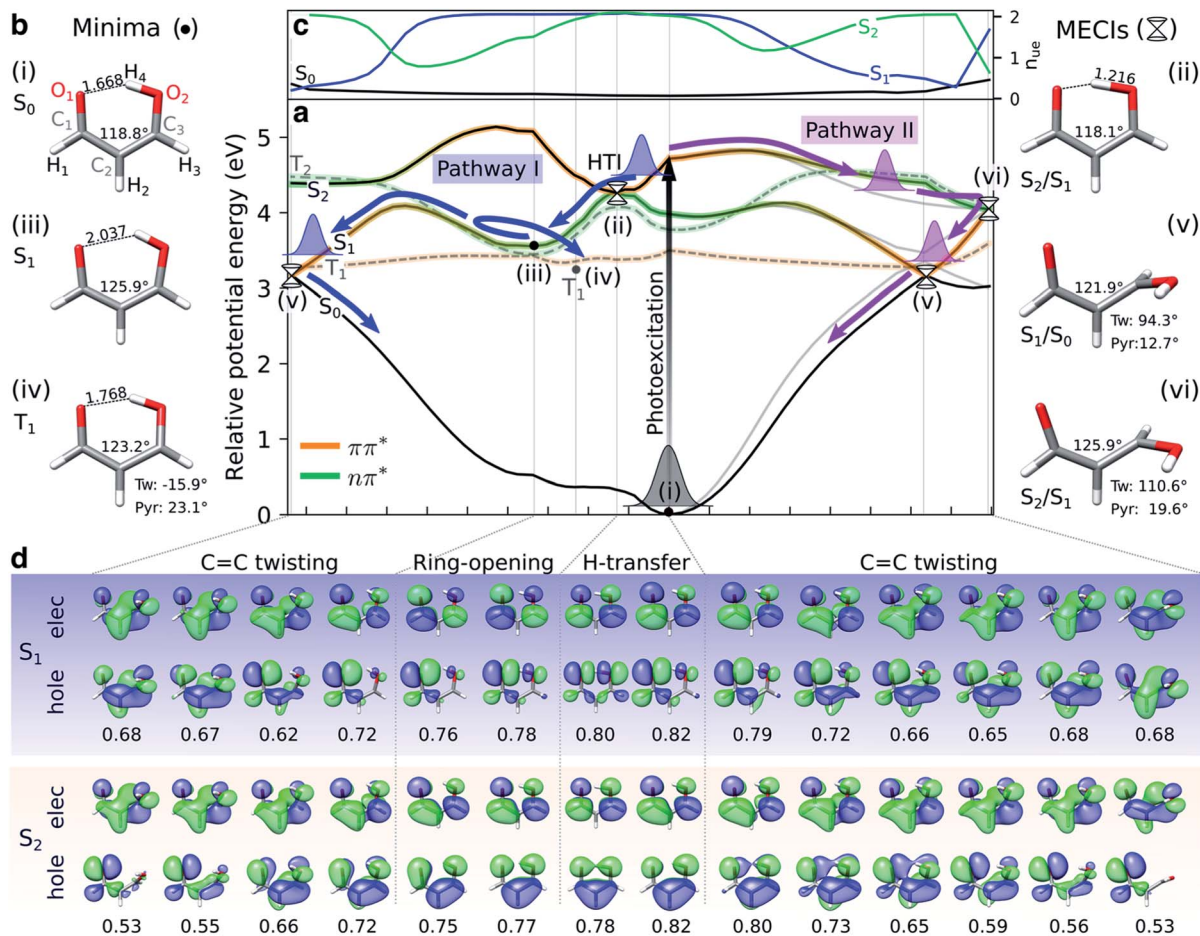 b Minima (●)
(i)
S0
O1
1.668
H4
O2
C1
118.8°
C3
H1
C2
H3
H2
(iii)
S1
2.037
125.9°
(iv)
T1
1.768
123.2°
Tw: -15.9°
Pyr: 23.1°
c
S0
S2
S1
2
1
0
nue
a
Relative potential energy (eV)
5
4
3
2
1
0
T2
S2
Pathway I
HTI
Pathway II
(vi)
(ii)
S1
T1
(iii)
T1
(iv)
(v)
S0
(v)
Photoexcitation
ππ*
nπ*
(i)
MECIs
(ii)
1.216
118.1°
S2/S1
(v)
121.9°
S1/S0
Tw: 94.3°
Pyr:12.7°
(vi)
125.9°
S2/S1
Tw: 110.6°
Pyr: 19.6°
d
C=C twisting Ring-opening H-transfer C=C twisting
S1
elec
hole
0.68 0.67 0.62 0.72 0.76 0.78 0.80 0.82 0.79 0.72 0.66 0.65 0.68 0.68
S2
elec
hole
0.53 0.55 0.66 0.72 0.75 0.77 0.78 0.82 0.80 0.73 0.65 0.59 0.56 0.53